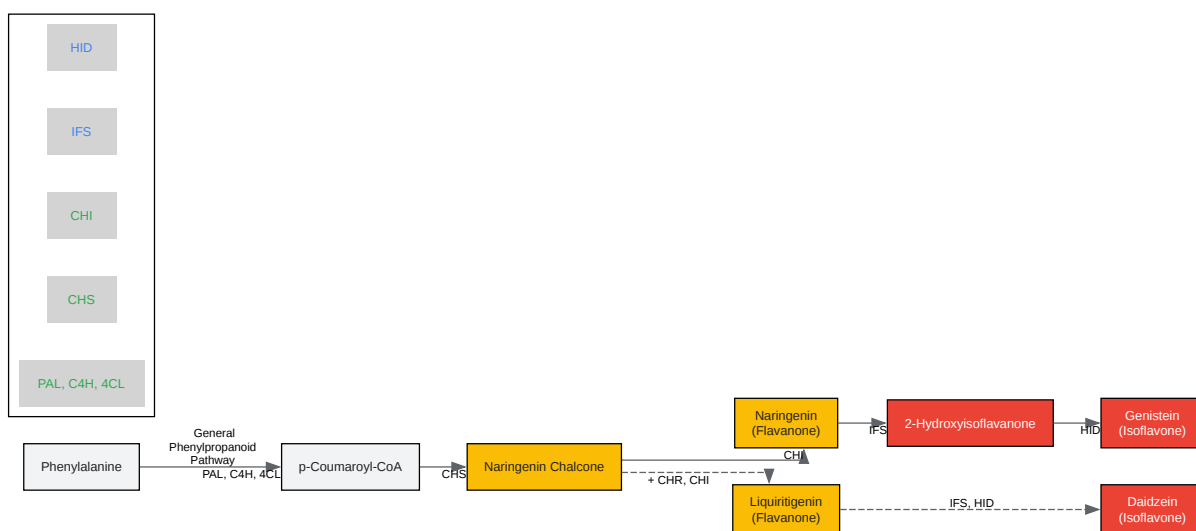 HID
IFS
CHI
CHS
PAL, C4H, 4CL
General
Phenylpropanoid
Pathway
PAL, C4H, 4CL
Phenylalanine
p-Coumaroyl-CoA
CHS
Naringenin Chalcone
CHI
+ CHR, CHI
Naringenin
(Flavanone)
IFS
2-Hydroxyisoflavanone
HID
Genistein
(Isoflavone)
Liquiritigenin
(Flavanone)
IFS, HID
Daidzein
(Isoflavone)